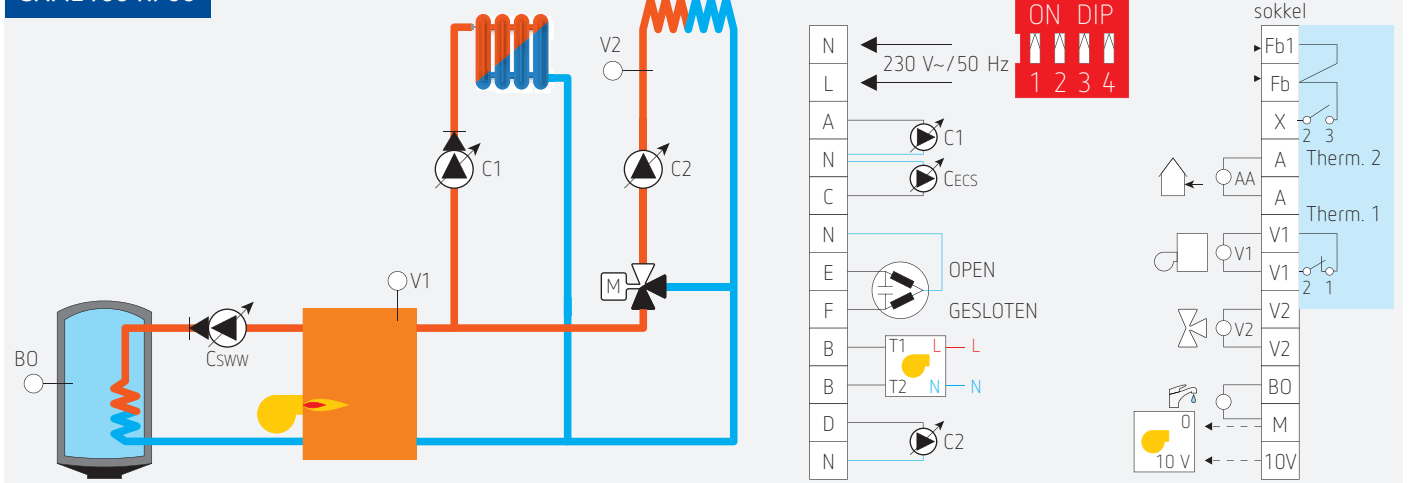 V2
C1
C2
V1
M
BO
Csww
N
L
A
N
C
N
E
F
B
B
D
N
230 V~/50 Hz
C1
CECS
OPEN
GESLOTEN
T1 L L
T2 N N
C2
ON DIP
1 2 3 4
sokkel
Fb1
Fb
X
A
A
V1
V1
V2
V2
BO
M
10V
2 3
Therm. 2
AA
Therm. 1
V1
2 1
V2
0
10 V